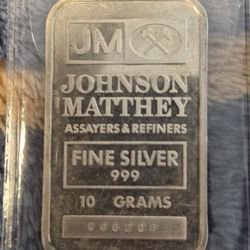 JM
JOHNSON
MATTHEY
ASSAYERS & REFINERS
FINE SILVER
999
10 GRAMS